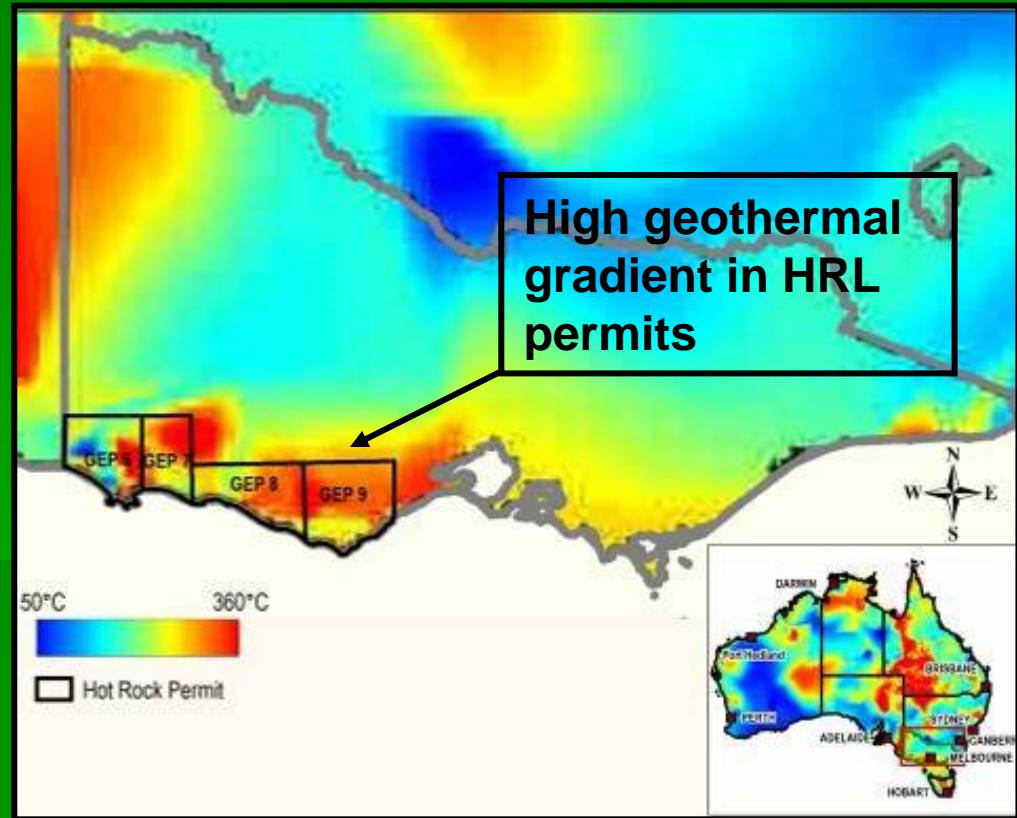 High geothermal
gradient in HRL
permits
GEP 6
GEP 7
GEP 8
GEP 9
N
W
E
S
50°C
360°C
Hot Rock Permit
DARWIN
Port Hedland
BRISBANE
PERTH
SYDNEY
ADELAIDE
CANBERR
MELBOURNE
HOBART